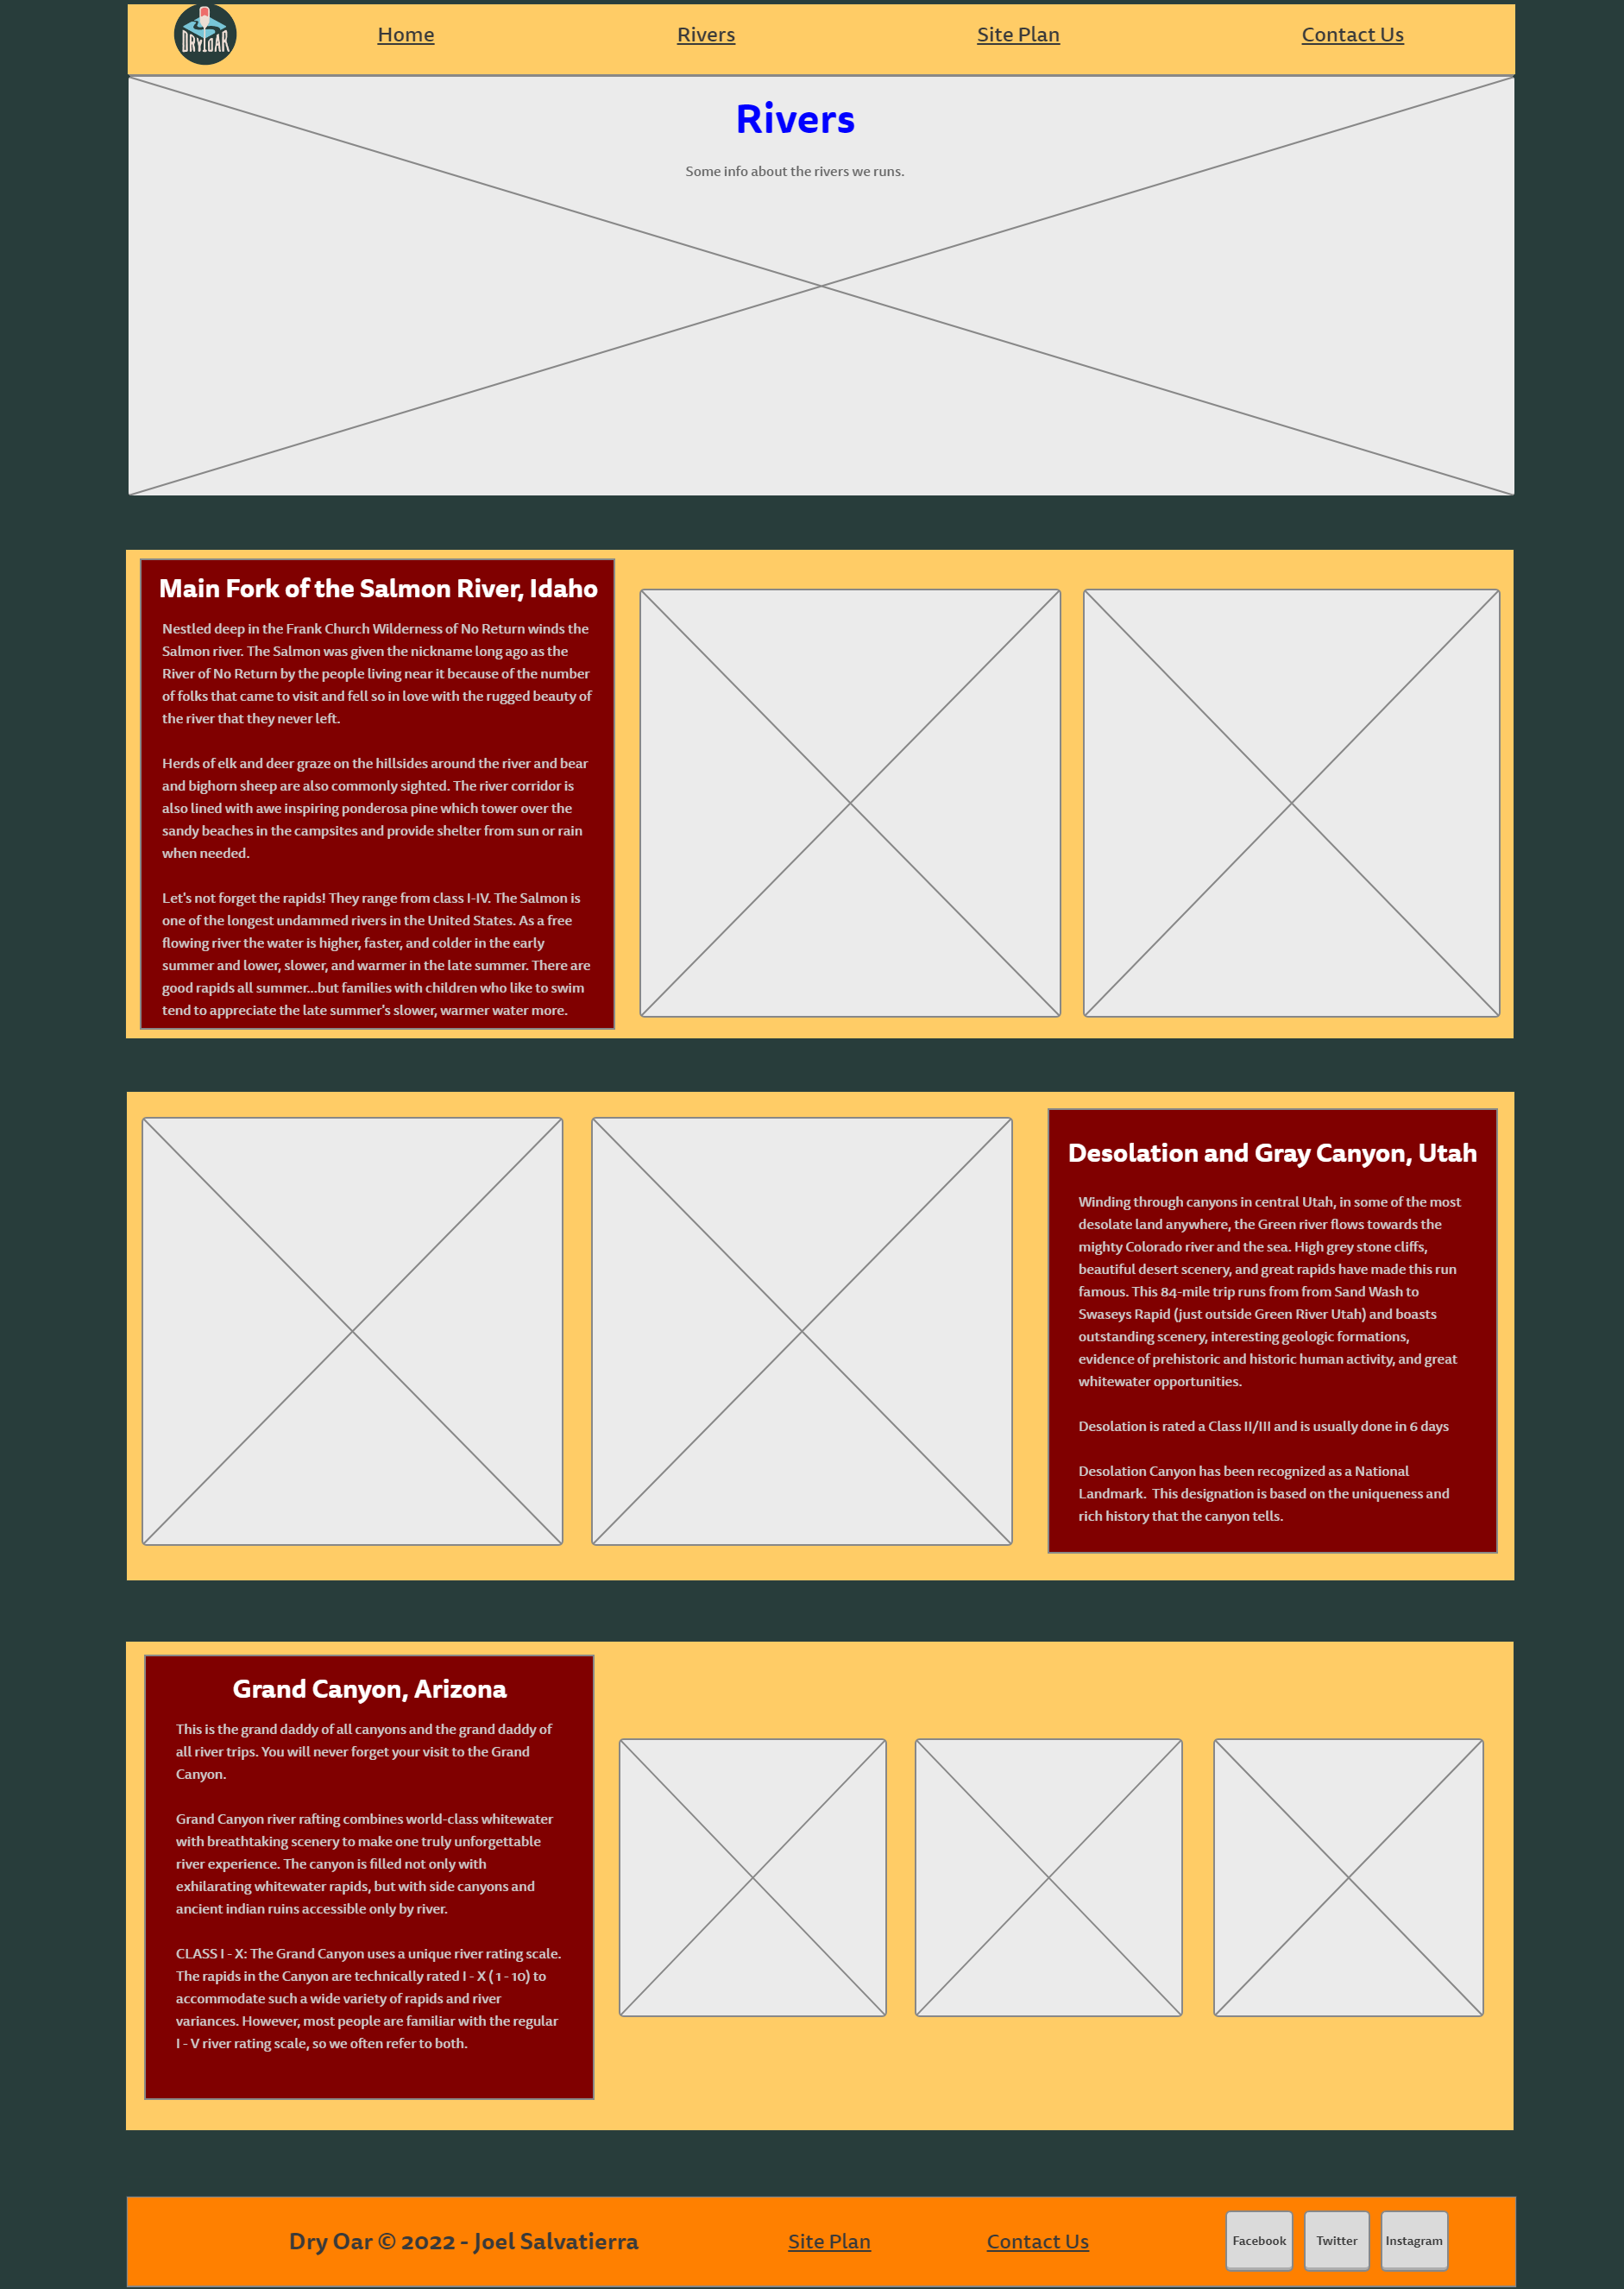 DRYOAR
Home
Rivers
Site Plan
Contact Us
Rivers
Some info about the rivers we runs.
Main Fork of the Salmon River, Idaho
Nestled deep in the Frank Church Wilderness of No Return winds the
Salmon river. The Salmon was given the nickname long ago as the
River of No Return by the people living near it because of the number
of folks that came to visit and fell so in love with the rugged beauty of
the river that they never left.
Herds of elk and deer graze on the hillsides around the river and bear
and bighorn sheep are also commonly sighted. The river corridor is
also lined with awe inspiring ponderosa pine which tower over the
sandy beaches in the campsites and provide shelter from sun or rain
when needed.
Let's not forget the rapids! They range from class I-IV. The Salmon is
one of the longest undammed rivers in the United States. As a free
flowing river the water is higher, faster, and colder in the early
summer and lower, slower, and warmer in the late summer. There are
good rapids all summer...but families with children who like to swim
tend to appreciate the late summer's slower, warmer water more.
Desolation and Gray Canyon, Utah
Winding through canyons in central Utah, in some of the most
desolate land anywhere, the Green river flows towards the
mighty Colorado river and the sea. High grey stone cliffs,
beautiful desert scenery, and great rapids have made this run
famous. This 84-mile trip runs from from Sand Wash to
Swaseys Rapid (just outside Green River Utah) and boasts
outstanding scenery, interesting geologic formations,
evidence of prehistoric and historic human activity, and great
whitewater opportunities.
Desolation is rated a Class II/III and is usually done in 6 days
Desolation Canyon has been recognized as a National
Landmark.  This designation is based on the uniqueness and
rich history that the canyon tells.
Grand Canyon, Arizona
This is the grand daddy of all canyons and the grand daddy of
all river trips. You will never forget your visit to the Grand
Canyon.
Grand Canyon river rafting combines world-class whitewater
with breathtaking scenery to make one truly unforgettable
river experience. The canyon is filled not only with
exhilarating whitewater rapids, but with side canyons and
ancient indian ruins accessible only by river.
CLASS I - X: The Grand Canyon uses a unique river rating scale.
The rapids in the Canyon are technically rated I - X ( 1 - 10) to
accommodate such a wide variety of rapids and river
variances. However, most people are familiar with the regular
I - V river rating scale, so we often refer to both.
Dry Oar © 2022 - Joel Salvatierra
Site Plan
Contact Us
Facebook
Twitter
Instagram